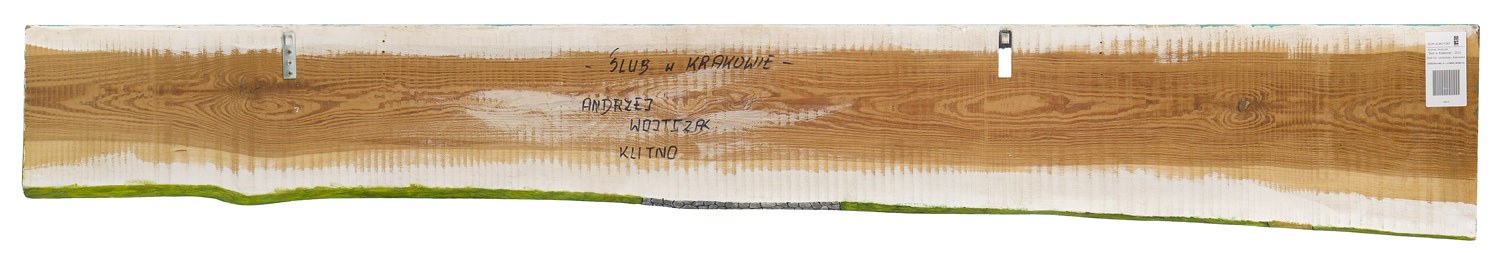 - ŚLUB w KRAKOWIE -
ANDRZEJ
WOJTCZAK
KLITNO